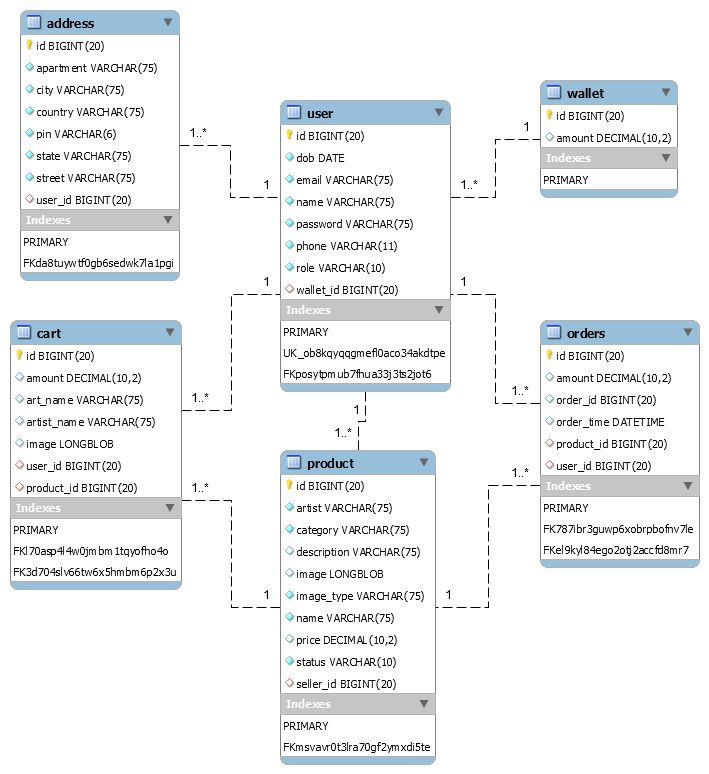 address
id BIGINT(20)
apartment VARCHAR(75)
city VARCHAR(75)
country VARCHAR(75)
pin VARCHAR(6)
state VARCHAR(75)
street VARCHAR(75)
user_id BIGINT(20)
Indexes
PRIMARY
FKda8tuywtf0gb6sedwk7la1pgi
1..*
1
user
id BIGINT(20)
dob DATE
email VARCHAR(75)
name VARCHAR(75)
password VARCHAR(75)
phone VARCHAR(11)
role VARCHAR(10)
wallet_id BIGINT(20)
Indexes
PRIMARY
UK_ob8kqyqqgmefl0aco34akdtpe
FKposytpmub7fhua33j3ts2jot6
1
1..*
wallet
id BIGINT(20)
amount DECIMAL(10,2)
Indexes
PRIMARY
1
1..*
cart
id BIGINT(20)
amount DECIMAL(10,2)
art_name VARCHAR(75)
artist_name VARCHAR(75)
image LONGBLOB
user_id BIGINT(20)
product_id BIGINT(20)
Indexes
PRIMARY
FKl70asp4l4w0jmbm1tqyofho4o
FK3d704slv66tw6x5hmbm6p2x3u
1
1..*
1..*
1
product
id BIGINT(20)
artist VARCHAR(75)
category VARCHAR(75)
description VARCHAR(75)
image LONGBLOB
image_type VARCHAR(75)
name VARCHAR(75)
price DECIMAL(10,2)
status VARCHAR(10)
seller_id BIGINT(20)
Indexes
PRIMARY
FKmsvavr0t3lra70gf2ymxdi5te
1
1..*
1
1..*
orders
id BIGINT(20)
amount DECIMAL(10,2)
order_id BIGINT(20)
order_time DATETIME
product_id BIGINT(20)
user_id BIGINT(20)
Indexes
PRIMARY
FK787ibr3guwp6xobrpbofnv7le
FKel9kyl84ego2otj2accfd8mr7
1..*
1